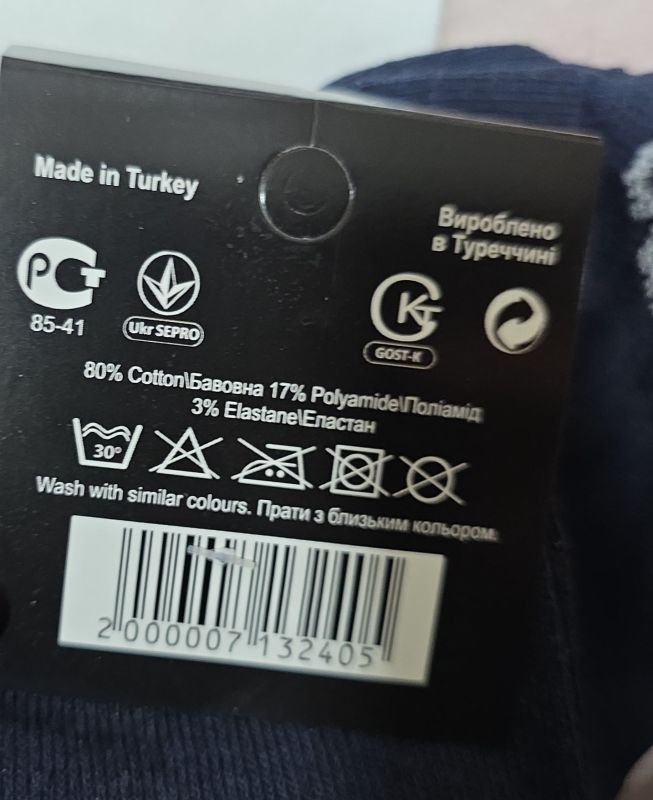 Made in Turkey
Вироблено
в Туреччині
РСТ
85-41
Ukr SEPRO
GOST-K
80% Cotton\Бавовна 17% Polyamide\Поліамід
3% Elastane\Еластан
30°
Wash with similar colours. Прати з близьким кольором.
2 000007 132405